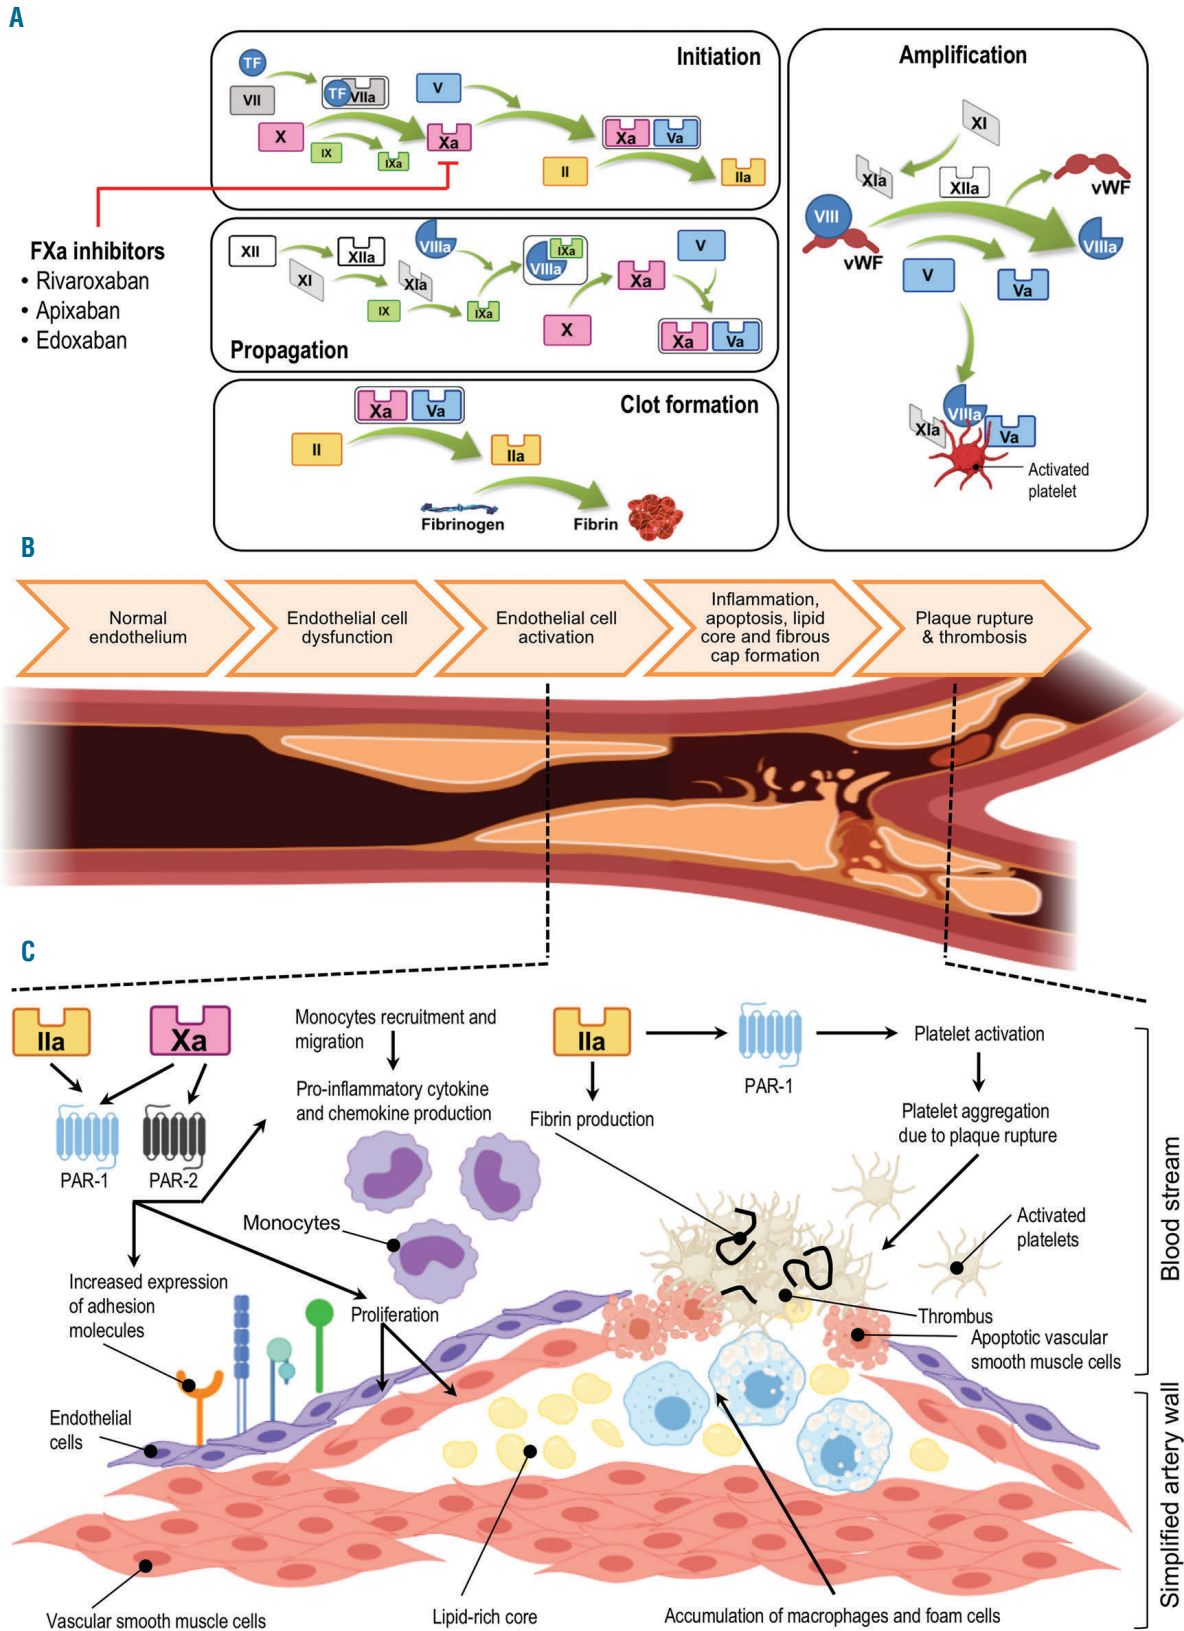 A
Initiation
TF
VII
TF
VIIa
V
X
IX
IXa
Xa
Xa
Va
II
IIa
FXa inhibitors
• Rivaroxaban
• Apixaban
• Edoxaban
XII
XIIa
XI
XIa
VIIIa
IX
IXa
IXa
VIIIa
X
Xa
V
Xa
Va
Propagation
Clot formation
Xa
Va
II
IIa
Fibrinogen
Fibrin
Amplification
XI
XIa
XIIa
vWF
VIII
vWF
VIIIa
V
Va
VIIIa
XIa
Va
Activated
platelet
B
Normal
endothelium
Endothelial cell
dysfunction
Endothelial cell
activation
Inflammation,
apoptosis, lipid
core and fibrous
cap formation
Plaque rupture
& thrombosis
C
IIa
Xa
PAR-1
PAR-2
Monocytes recruitment and
migration
Pro-inflammatory cytokine
and chemokine production
Monocytes
Increased expression
of adhesion
molecules
Proliferation
Endothelial
cells
IIa
PAR-1
Platelet activation
Fibrin production
Platelet aggregation
due to plaque rupture
Activated
platelets
Thrombus
Apoptotic vascular
smooth muscle cells
Blood stream
Simplified artery wall
Vascular smooth muscle cells
Lipid-rich core
Accumulation of macrophages and foam cells